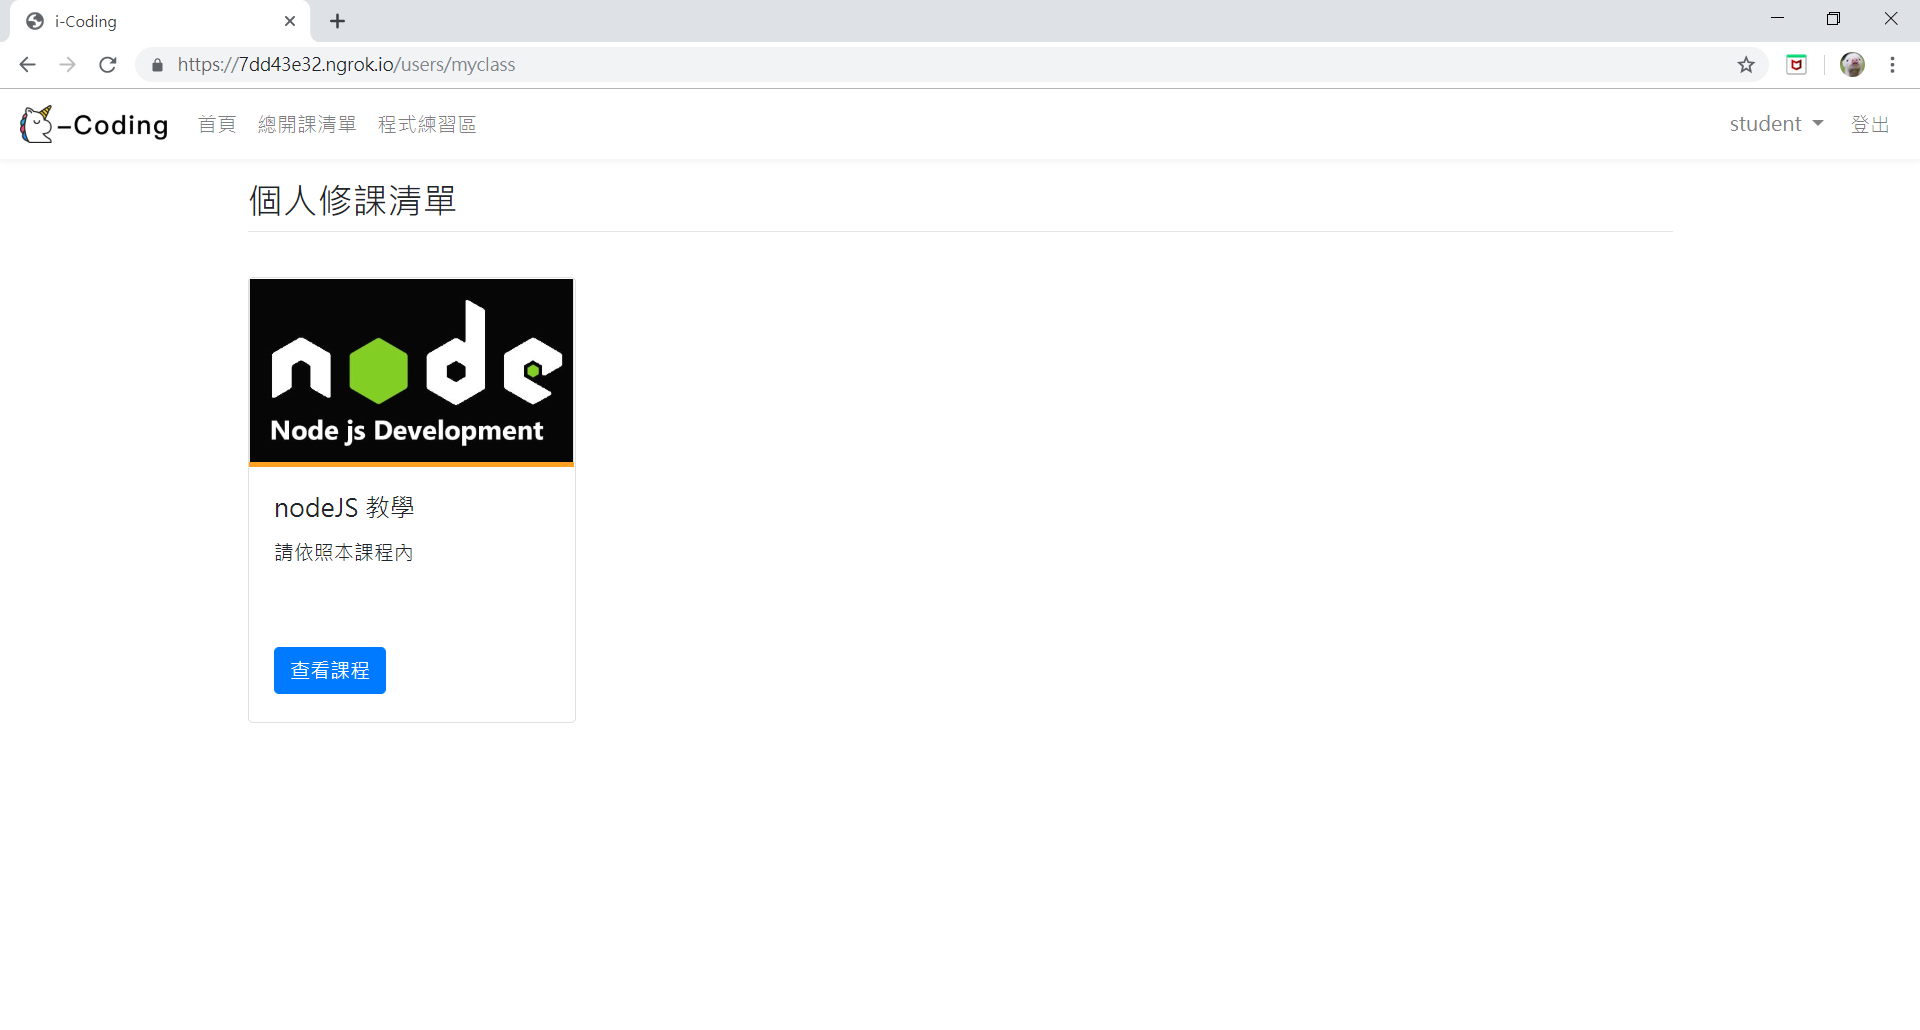 i-Coding
https://7dd43e32.ngrok.io/users/myclass
-Coding 首頁 總開課清單 程式練習區 student 登出
個人修課清單
node
Node js Development
nodeJS 教學
請依照本課程內
查看課程